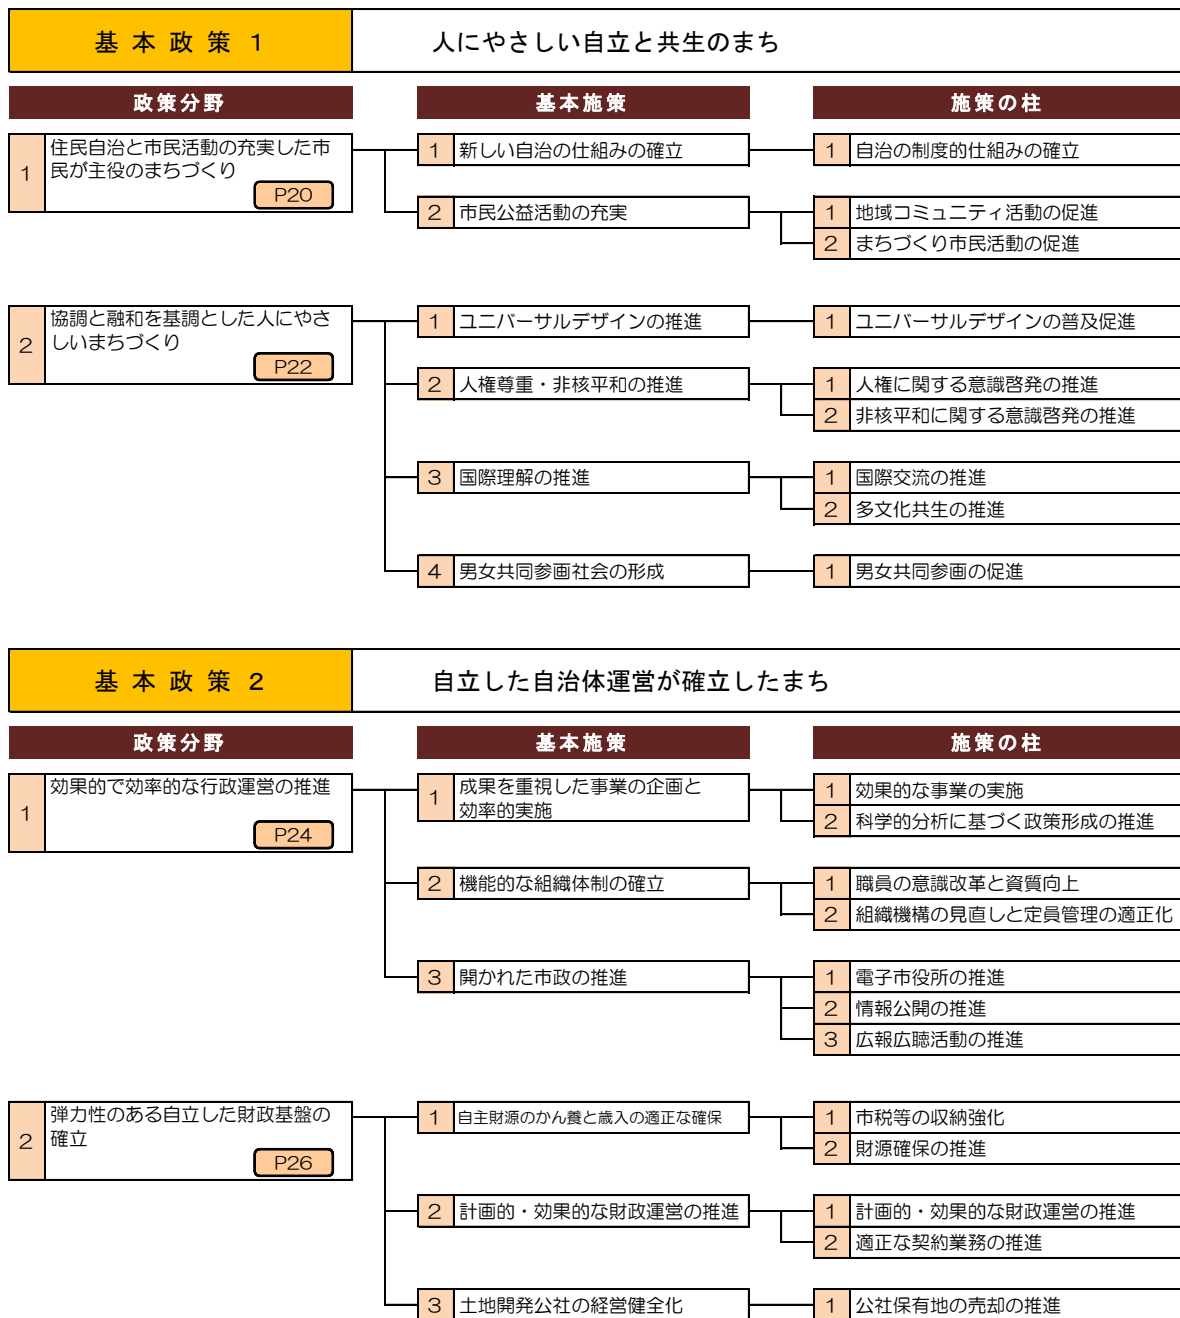 基本政策 1
人にやさしい自立と共生のまち
政策分野
基本施策
施策の柱
1
住民自治と市民活動の充実した市
民が主役のまちづくり
P20
1 新しい自治の仕組みの確立
1 自治の制度的仕組みの確立
2 市民公益活動の充実
1 地域コミュニティ活動の促進
2 まちづくり市民活動の促進
2
協調と融和を基調とした人にやさ
しいまちづくり
P22
1 ユニバーサルデザインの推進
1 ユニバーサルデザインの普及促進
2 人権尊重・非核平和の推進
1 人権に関する意識啓発の推進
2 非核平和に関する意識啓発の推進
3 国際理解の推進
1 国際交流の推進
2 多文化共生の推進
4 男女共同参画社会の形成
1 男女共同参画の促進
基本政策 2
自立した自治体運営が確立したまち
政策分野
基本施策
施策の柱
1
効果的で効率的な行政運営の推進
P24
1
成果を重視した事業の企画と
効率的実施
1 効果的な事業の実施
2 科学的分析に基づく政策形成の推進
2 機能的な組織体制の確立
1 職員の意識改革と資質向上
2 組織機構の見直しと定員管理の適正化
3 開かれた市政の推進
1 電子市役所の推進
2 情報公開の推進
3 広報広聴活動の推進
2
弾力性のある自立した財政基盤の
確立
P26
1 自主財源のかん養と歳入の適正な確保
1 市税等の収納強化
2 財源確保の推進
2 計画的・効果的な財政運営の推進
1 計画的・効果的な財政運営の推進
2 適正な契約業務の推進
3 土地開発公社の経営健全化
1 公社保有地の売却の推進